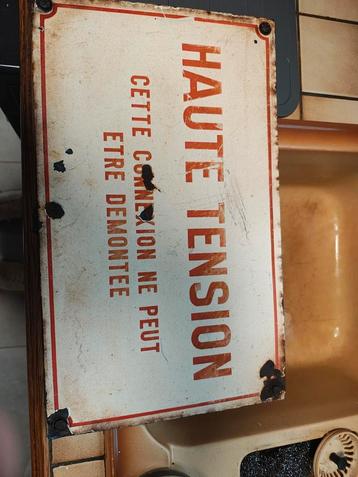 HAUTE TENSION
CETTE CONNEXION NE PEUT
ETRE DEMONTEE